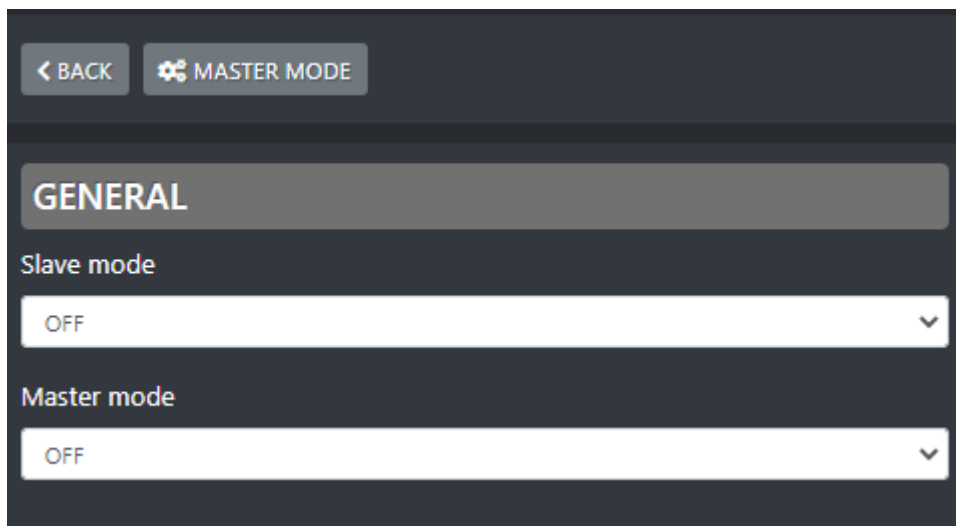 BACK MASTER MODE
GENERAL
Slave mode
OFF
Master mode
OFF